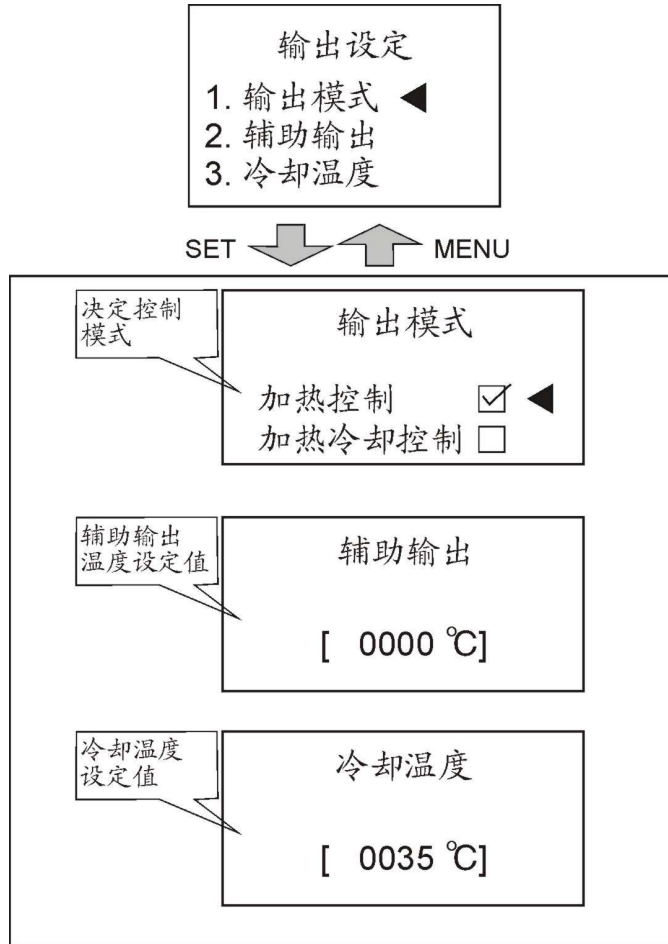 输出设定
1. 输出模式
2. 辅助输出
3. 冷却温度
SET
MENU
决定控制
模式
输出模式
加热控制
加热冷却控制
辅助输出
温度设定值
辅助输出
[ 0000 ℃]
冷却温度
设定值
冷却温度
[ 0035 ℃]